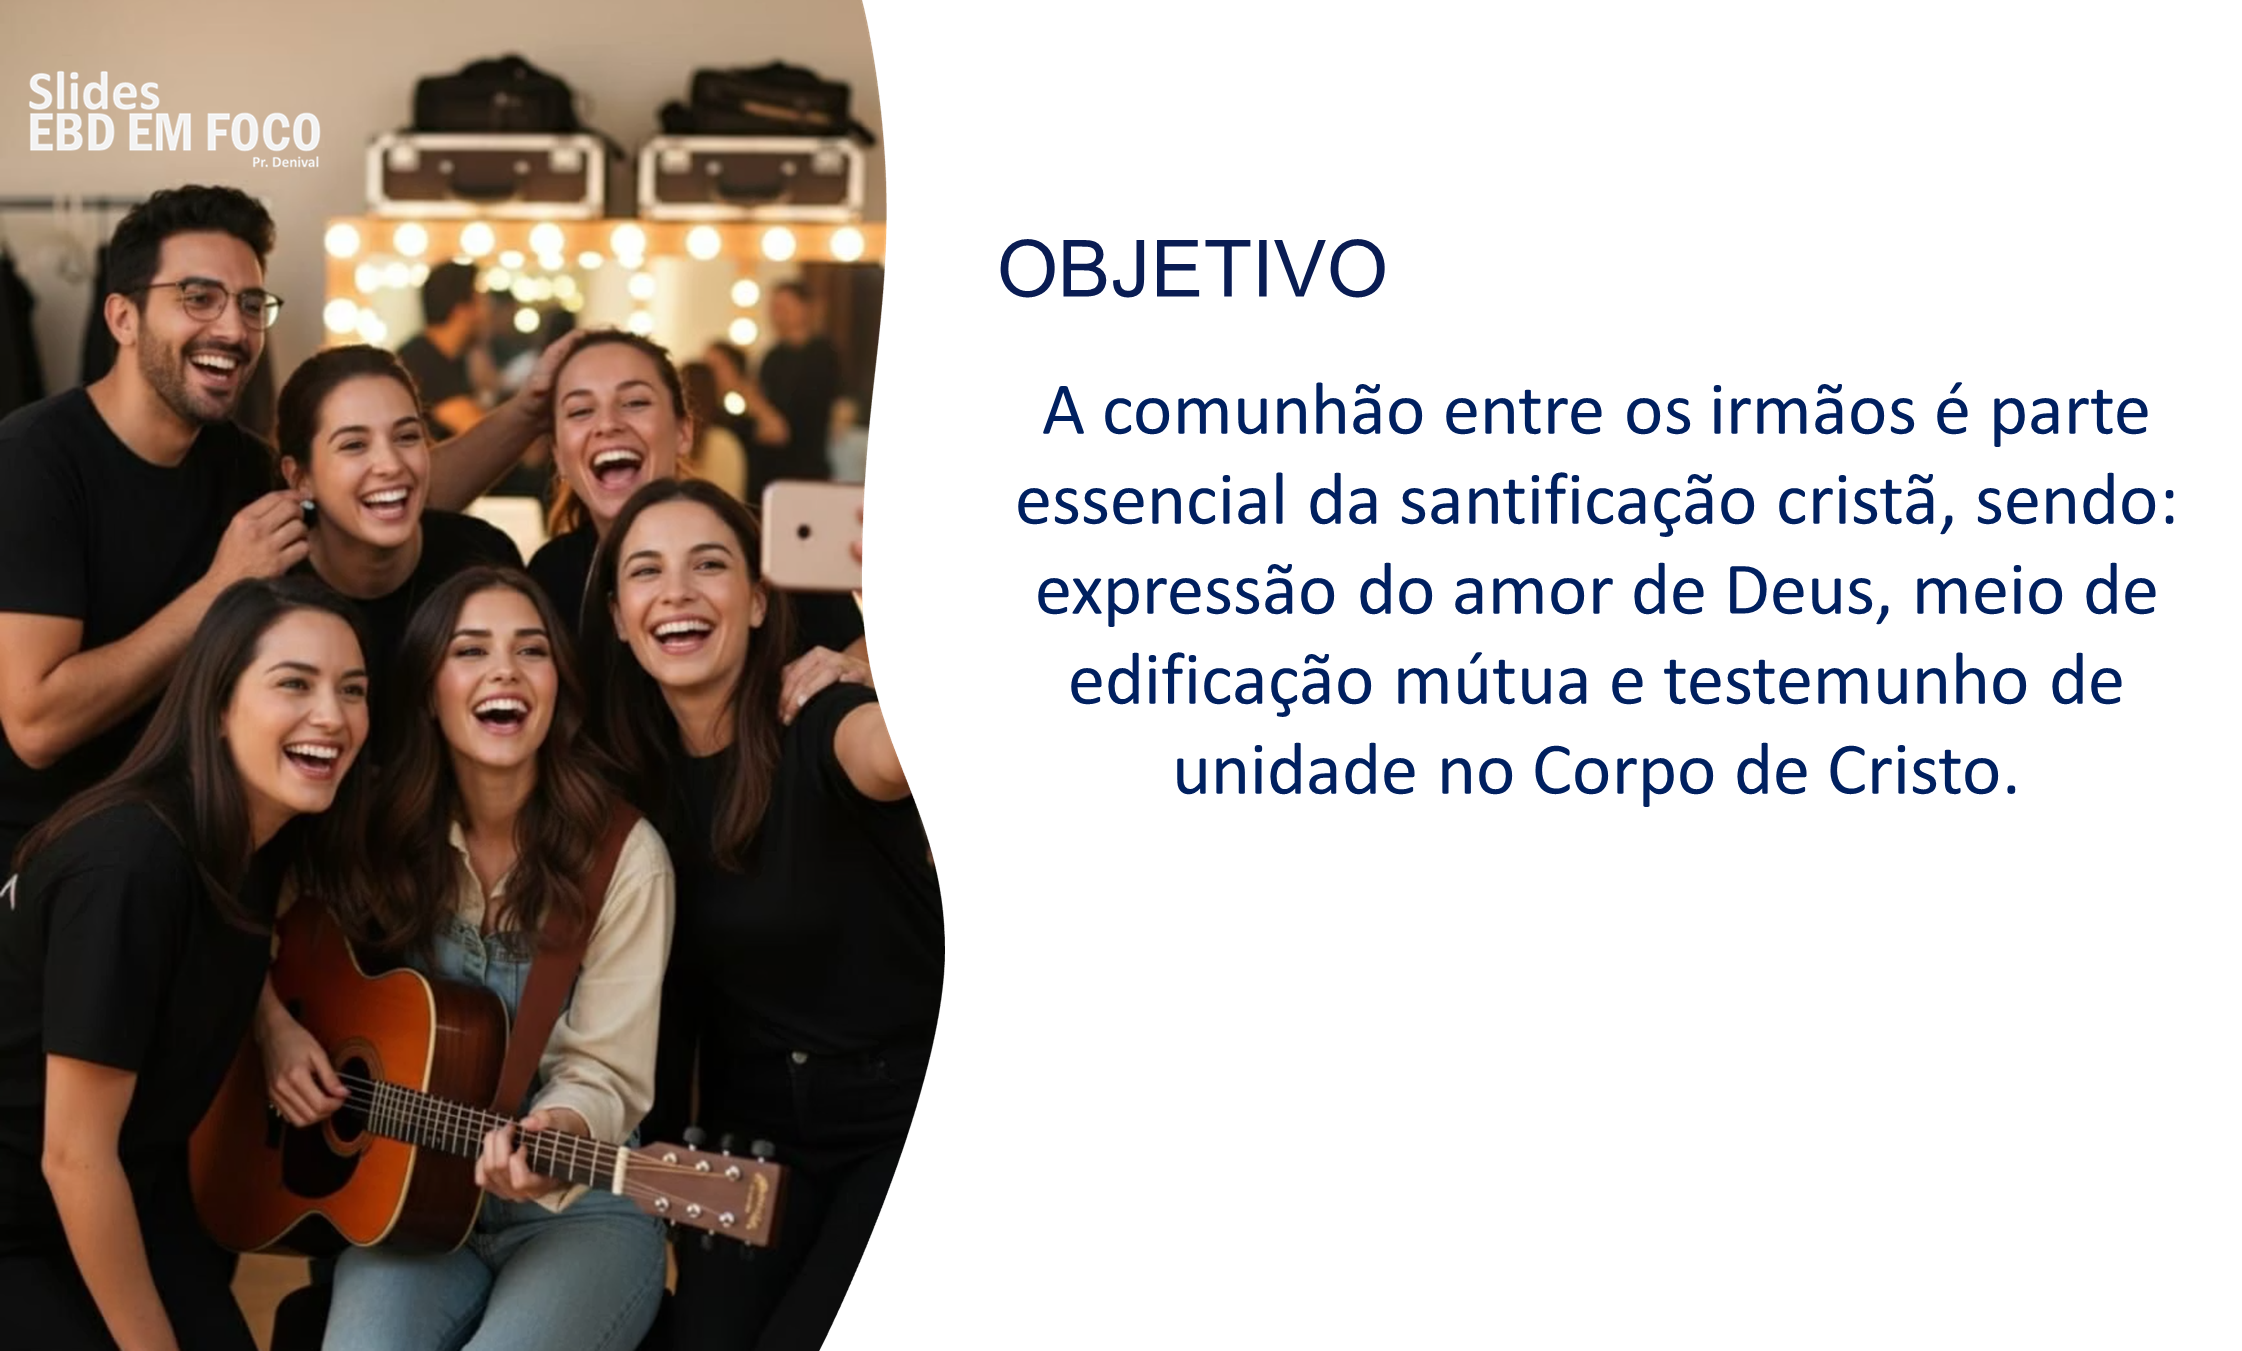 Slides
EBD EM FOCO
Pr. Denival
OBJETIVO
A comunhão entre os irmãos é parte
essencial da santificação cristã, sendo:
expressão do amor de Deus, meio de
edificação mútua e testemunho de
unidade no Corpo de Cristo.